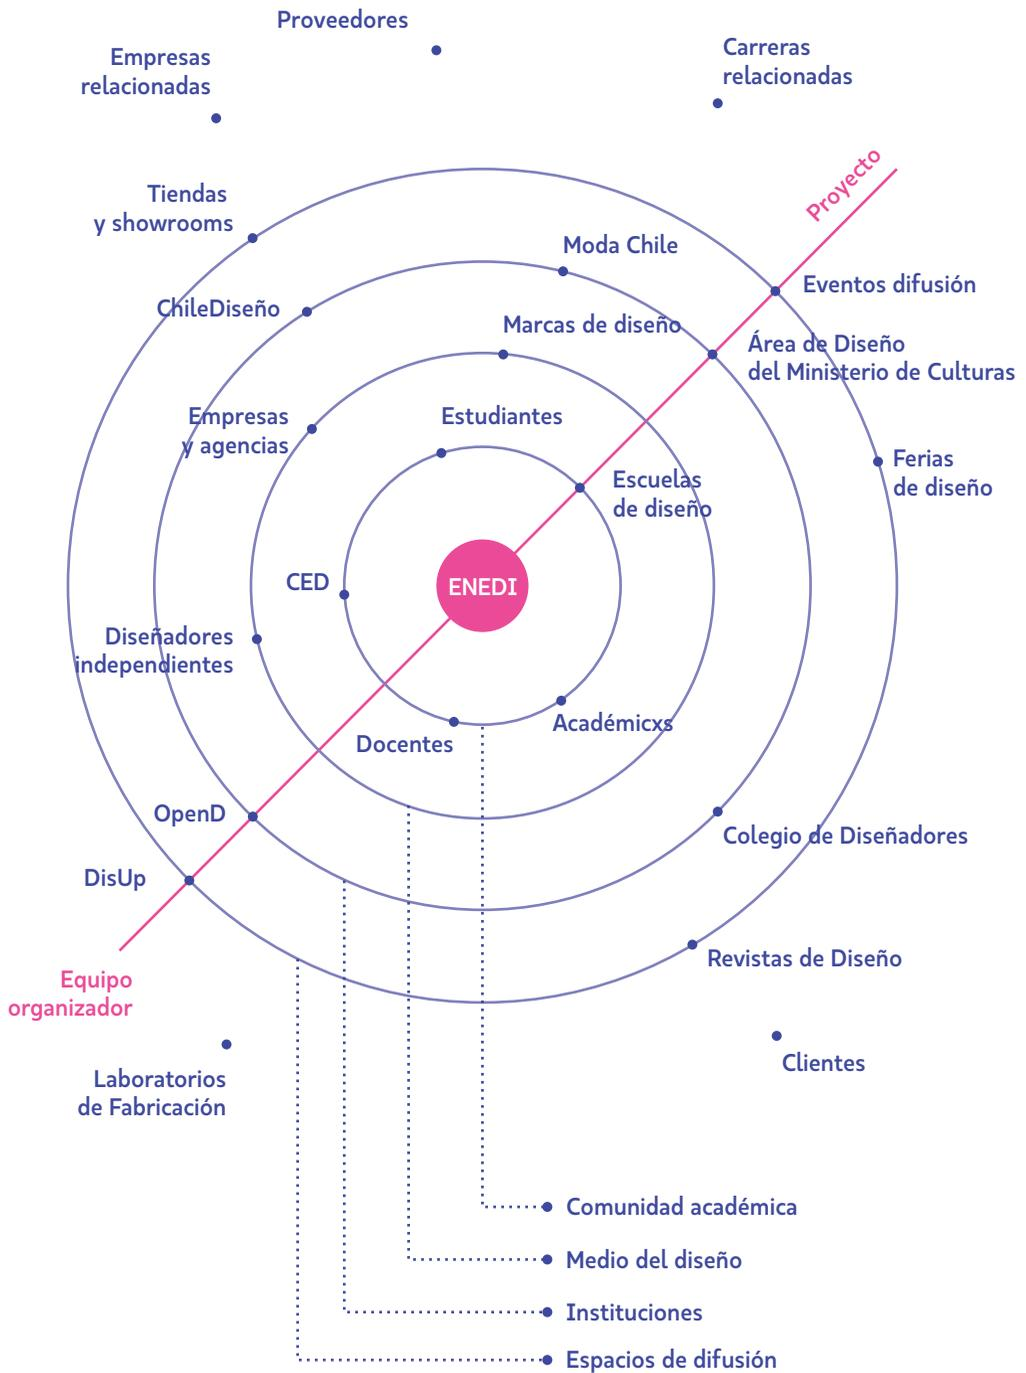 Proveedores
Empresas
relacionadas
Carreras
relacionadas
Proyecto
Tiendas
y showrooms
Moda Chile
Eventos difusión
ChileDiseño
Marcas de diseño
Área de Diseño
del Ministerio de Culturas
Empresas
y agencias
Estudiantes
Ferias
de diseño
Escuelas
de diseño
CED
ENEDI
Diseñadores
independientes
Académicxs
Docentes
OpenD
Colegio de Diseñadores
DisUp
Revistas de Diseño
Equipo
organizador
Clientes
Laboratorios
de Fabricación
Comunidad académica
Medio del diseño
Instituciones
Espacios de difusión